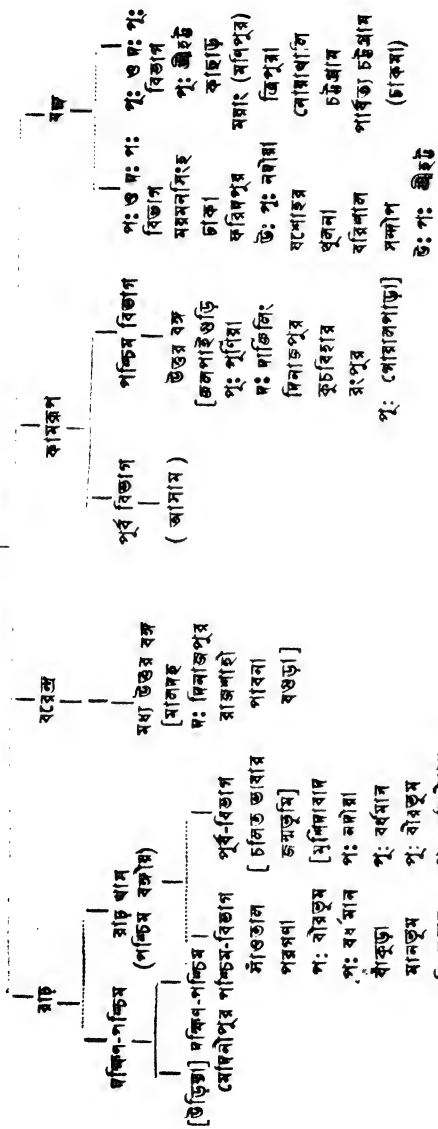 রাঢ়
বরেন্দ্র
কামরূপ
বঙ্গ
দক্ষিণ-পশ্চিম
রাঢ় খাস
(পশ্চিম বঙ্গীয়)
[উড়িষ্যা] দক্ষিণ-পশ্চিম
মেদিনীপুর
পশ্চিম-বিভাগ
সাঁওতাল
পরগণা
প: বীরভূম
প: বর্ধমান
বাঁকুড়া
মানভূম
পূর্ব-বিভাগ
[চলিত ভাষার
জন্মভূমি]
[মুর্শিদাবাদ
প: নদীয়া
পূ: বর্ধমান
পূ: বীরভূম
মধ্য উত্তর বঙ্গ
[মালদহ
দ: দিনাজপুর
রাজশাহী
পাবনা
বগুড়া]
পূর্ব বিভাগ
( আসাম )
পশ্চিম বিভাগ
উত্তর বঙ্গ
[জলপাইগুড়ি
পূ: পূর্ণিয়া
দ: দার্জিলিং
দিনাজপুর
কুচবিহার
রংপুর
পূ: গোয়ালপাড়া]
প: ও দ: প:
বিভাগ
ময়মনসিংহ
ঢাকা
ফরিদপুর
উ: পূ: নদীয়া
যশোহর
খুলনা
বরিশাল
সন্দীপ
উ: প: শ্রীহট্ট
পূ: ও দ: পূ:
বিভাগ
পূ: শ্রীহট্ট
কাছাড়
ময়াং (মণিপুর)
ত্রিপুরা
নোয়াখালি
চট্টগ্রাম
পার্বত্য চট্টগ্রাম
(চাকমা)